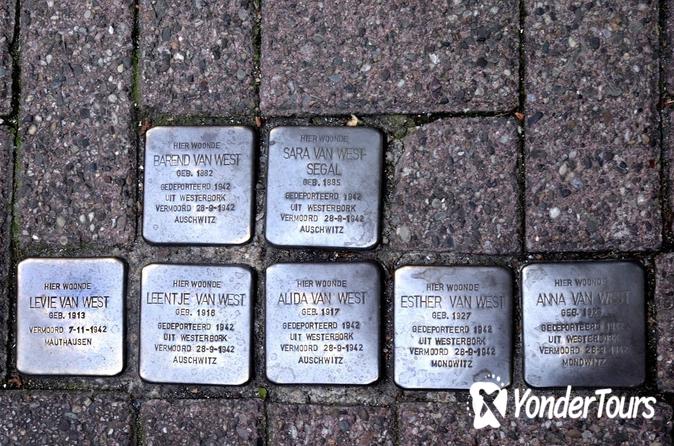 HIER WOONDE
BAREND VAN WEST
GEB. 1882
GEDEPORTEERD 1942
UIT WESTERBORK
VERMOORD 28-9-1942
AUSCHWITZ
HIER WOONDE
SARA VAN WEST
SEGAL
GEB. 1885
GEDEPORTEERD 1942
UIT WESTERBORK
VERMOORD 28-9-1942
AUSCHWITZ
HIER WOONDE
LEVIE VAN WEST
GEB. 1913
VERMOORD 7-11-1942
MAUTHAUSEN
HIER WOONDE
LEENTJE VAN WEST
GEB. 1916
GEDEPORTEERD 1942
UIT WESTERBORK
VERMOORD 28-9-1942
AUSCHWITZ
HIER WOONDE
ALIDA VAN WEST
GEB. 1917
GEDEPORTEERD 1942
UIT WESTERBORK
VERMOORD 28-9-1942
AUSCHWITZ
HIER WOONDE
ESTHER VAN WEST
GEB. 1927
GEDEPORTEERD 1942
UIT WESTERBORK
VERMOORD 28-9-1942
MONOWITZ
HIER WOONDE
ANNA VAN WEST
GEB.
GEDEPORTEERD
UIT WESTERBORK
VERMOORD
MONOWITZ
YonderTours